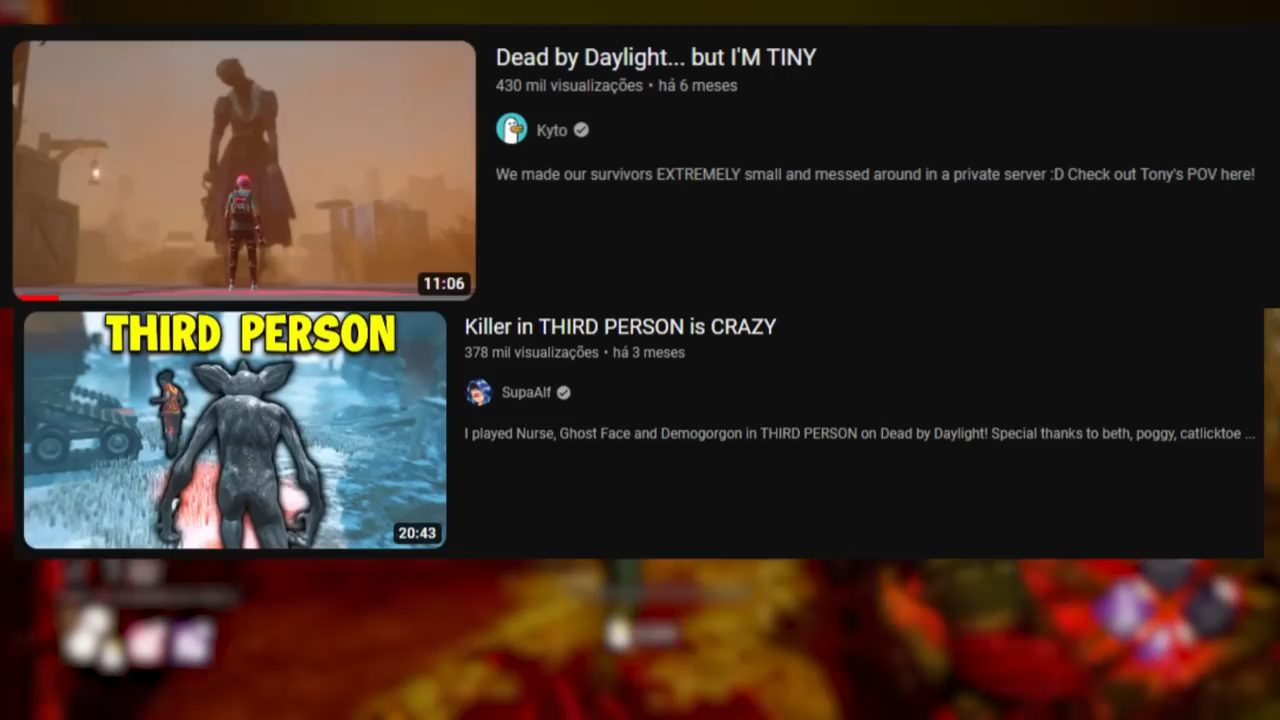 Dead by Daylight... but I'M TINY
430 mil visualizações • há 6 meses
Kyto
We made our survivors EXTREMELY small and messed around in a private server :D Check out Tony's POV here!
11:06
THIRD PERSON
Killer in THIRD PERSON is CRAZY
378 mil visualizações • há 3 meses
SupaAlf
I played Nurse, Ghost Face and Demogorgon in THIRD PERSON on Dead by Daylight! Special thanks to beth, poggy, catlicktoe ...
20:43